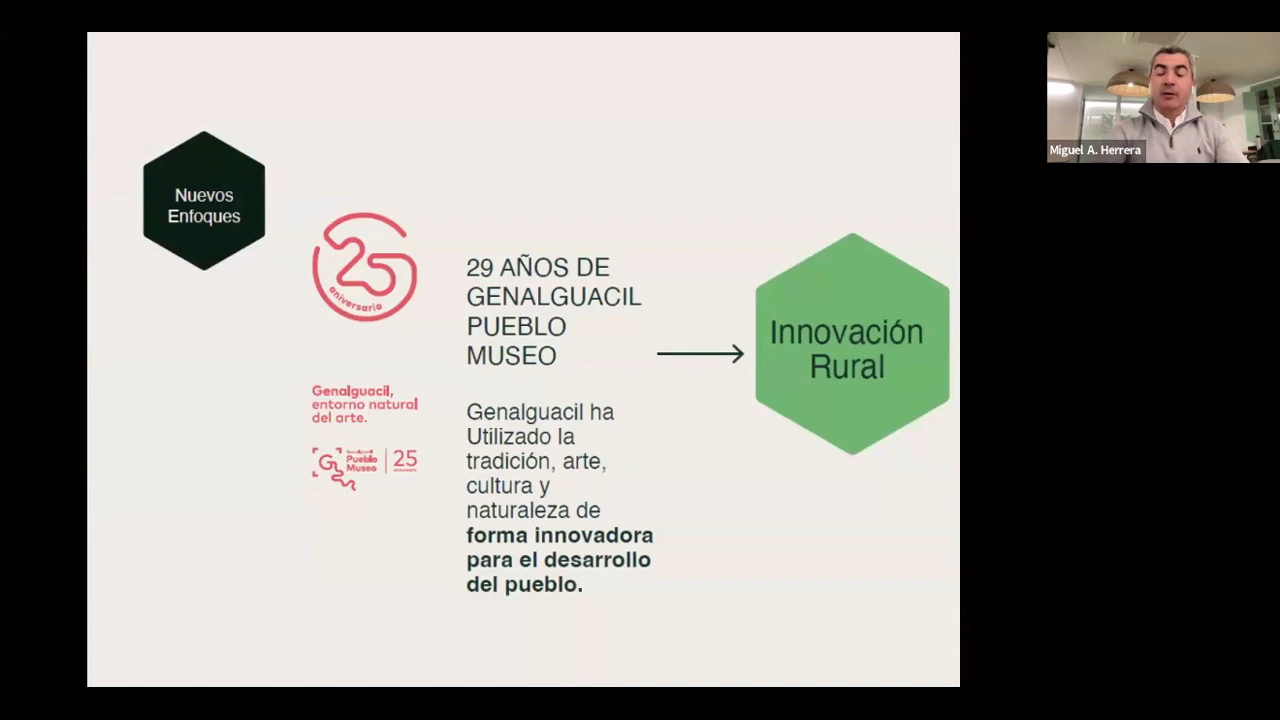 Nuevos
Enfoques
25
aniversario
29 AÑOS DE
GENALGUACIL
PUEBLO
MUSEO
Innovación
Rural
Genalguacil,
entorno natural
del arte.
Pueblo
Museo
25
Genalguacil ha
Utilizado la
tradición, arte,
cultura y
naturaleza de
forma innovadora
para el desarrollo
del pueblo.
Miguel A. Herrera